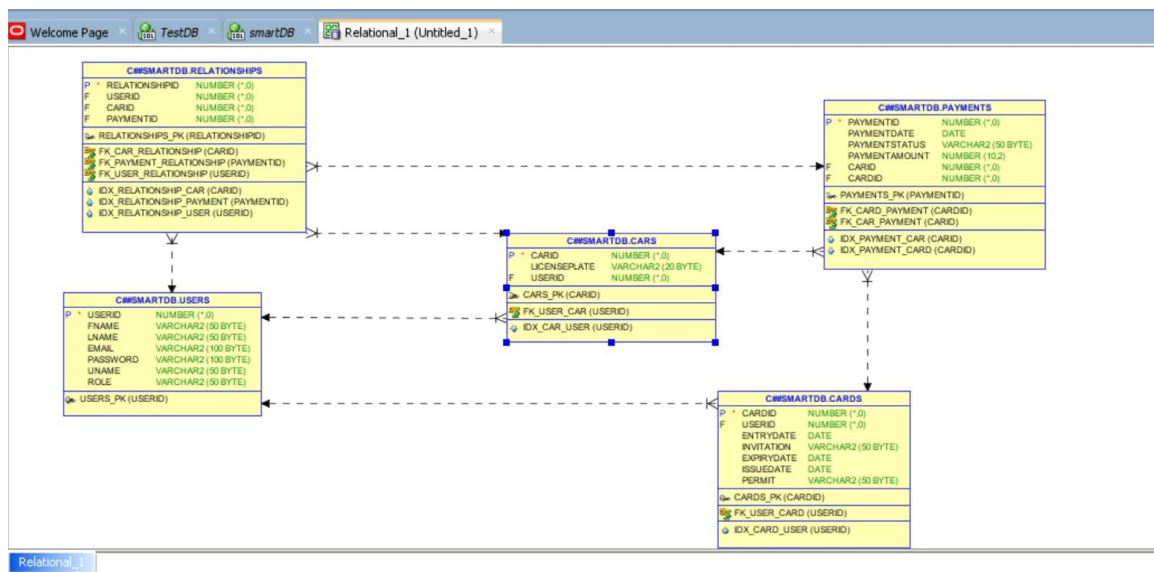 Welcome Page × TestDB × smartDB × Relational_1 (Untitled_1) ×
C##SMARTDB.RELATIONSHIPS
P * RELATIONSHIPID NUMBER (*,0)
F USERID NUMBER (*,0)
F CARID NUMBER (*,0)
F PAYMENTID NUMBER (*,0)
RELATIONSHIPS_PK (RELATIONSHIPID)
FK_CAR_RELATIONSHIP (CARID)
FK_PAYMENT_RELATIONSHIP (PAYMENTID)
FK_USER_RELATIONSHIP (USERID)
IDX_RELATIONSHIP_CAR (CARID)
IDX_RELATIONSHIP_PAYMENT (PAYMENTID)
IDX_RELATIONSHIP_USER (USERID)
C##SMARTDB.PAYMENTS
P * PAYMENTID NUMBER (*,0)
PAYMENTDATE DATE
PAYMENTSTATUS VARCHAR2 (50 BYTE)
PAYMENTAMOUNT NUMBER (10,2)
F CARID NUMBER (*,0)
F CARDID NUMBER (*,0)
PAYMENTS_PK (PAYMENTID)
FK_CARD_PAYMENT (CARDID)
FK_CAR_PAYMENT (CARID)
IDX_PAYMENT_CAR (CARID)
IDX_PAYMENT_CARD (CARDID)
C##SMARTDB.CARS
P * CARID NUMBER (*,0)
LICENSEPLATE VARCHAR2 (20 BYTE)
F USERID NUMBER (*,0)
CARS_PK (CARID)
FK_USER_CAR (USERID)
IDX_CAR_USER (USERID)
C##SMARTDB.USERS
P * USERID NUMBER (*,0)
FNAME VARCHAR2 (50 BYTE)
LNAME VARCHAR2 (50 BYTE)
EMAIL VARCHAR2 (100 BYTE)
PASSWORD VARCHAR2 (100 BYTE)
UNAME VARCHAR2 (50 BYTE)
ROLE VARCHAR2 (50 BYTE)
USERS_PK (USERID)
C##SMARTDB.CARDS
P * CARDID NUMBER (*,0)
F USERID NUMBER (*,0)
ENTRYDATE DATE
INVITATION VARCHAR2 (50 BYTE)
EXPIRYDATE DATE
ISSUEDATE DATE
PERMIT VARCHAR2 (50 BYTE)
CARDS_PK (CARDID)
FK_USER_CARD (USERID)
IDX_CARD_USER (USERID)
Relational_1